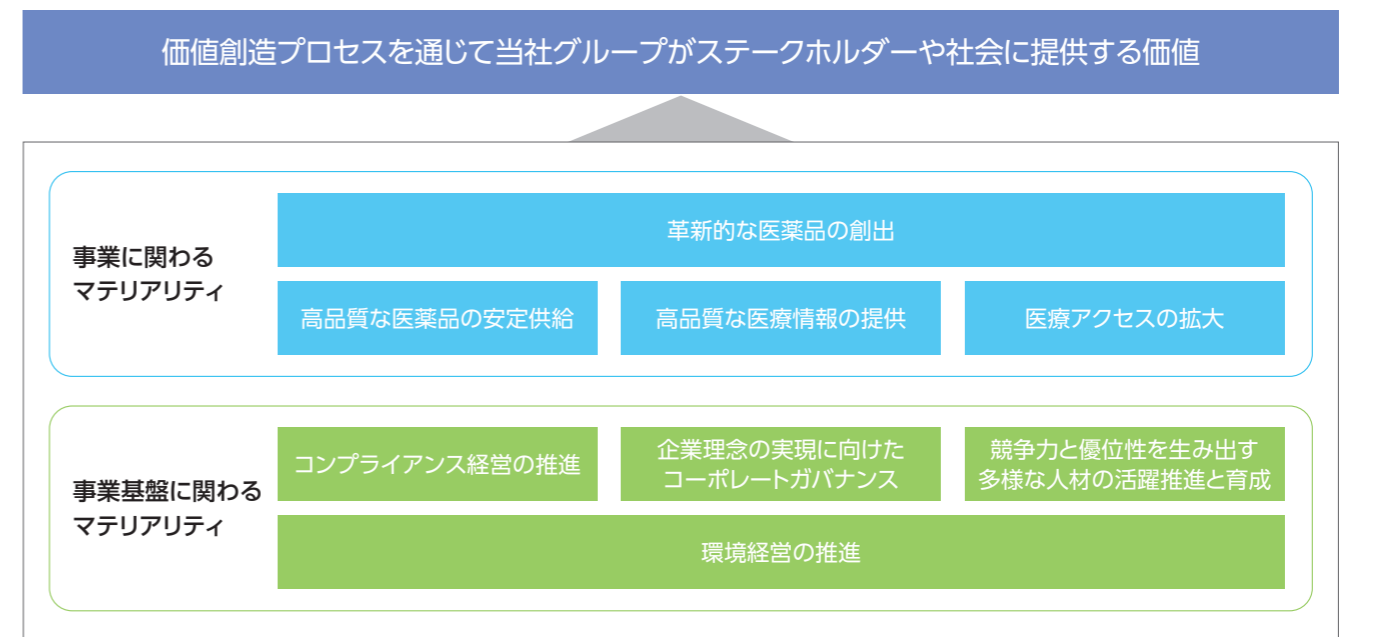 価値創造プロセスを通じて当社グループがステークホルダーや社会に提供する価値
事業に関わる
マテリアリティ
革新的な医薬品の創出
高品質な医薬品の安定供給
高品質な医療情報の提供
医療アクセスの拡大
事業基盤に関わる
マテリアリティ
コンプライアンス経営の推進
企業理念の実現に向けた
コーポレートガバナンス
競争力と優位性を生み出す
多様な人材の活躍推進と育成
環境経営の推進